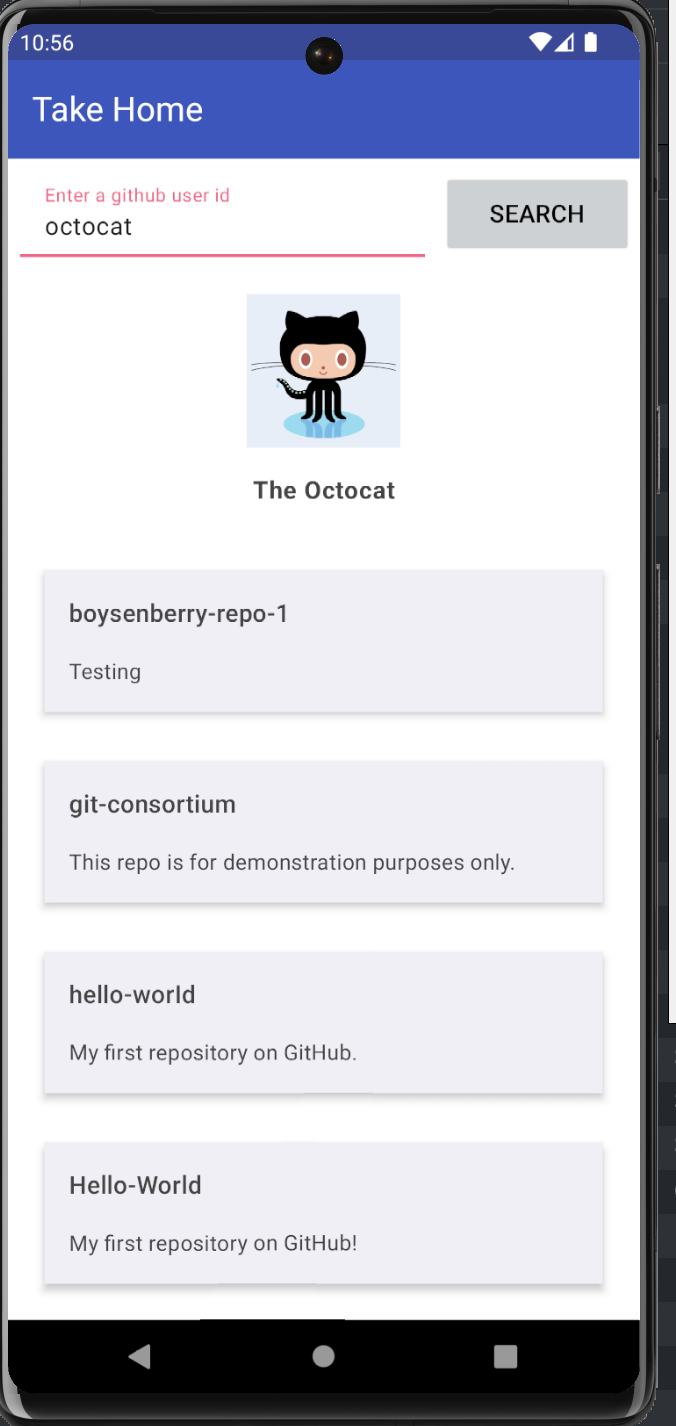 10:56
Take Home
Enter a github user id
octocat
SEARCH
The Octocat
boysenberry-repo-1
Testing
git-consortium
This repo is for demonstration purposes only.
hello-world
My first repository on GitHub.
Hello-World
My first repository on GitHub!